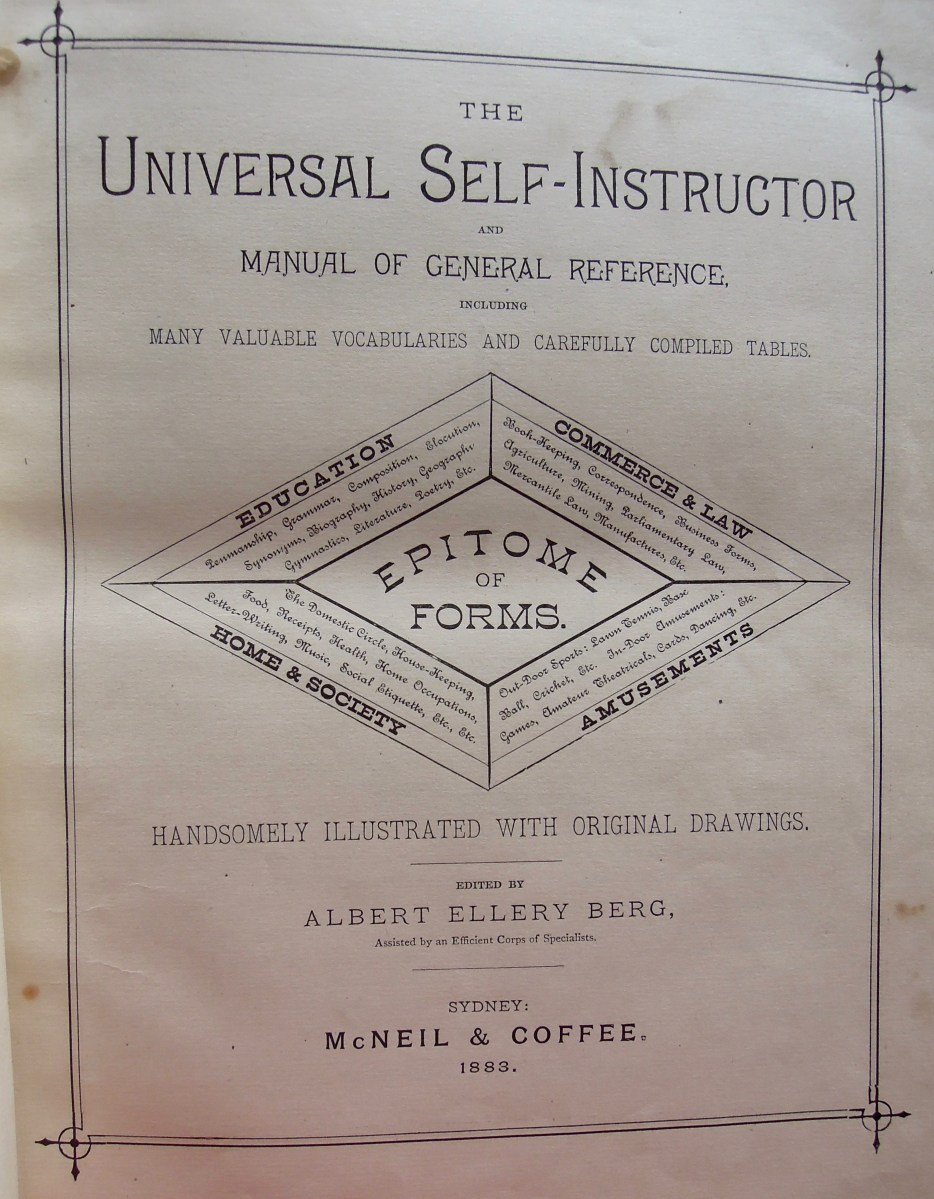 THE
UNIVERSAL SELF-INSTRUCTOR
AND
MANUAL OF GENERAL REFERENCE,
INCLUDING
MANY VALUABLE VOCABULARIES AND CAREFULLY COMPILED TABLES.
EDUCATION
Penmanship, Grammar, Composition, Elocution,
Synonyms, Biography, History, Geography
Gymnastics, Literature, Poetry, Etc.
COMMERCE & LAW
Book-Keeping, Correspondence, Business Forms,
Agriculture, Mining, Parliamentary Law,
Mercantile Law, Manufactures, Etc.
EPITOME
OF
FORMS.
The Domestic Circle, House-Keeping,
Food, Receipts, Health, Home Occupations,
Letter-Writing, Music, Social Etiquette, Etc., Etc.
HOME & SOCIETY
Out-Door Sports: Lawn Tennis, Base
Ball, Cricket, Etc. In-Door Amusements:
Games, Amateur Theatricals, Cards, Dancing, Etc.
AMUSEMENTS
HANDSOMELY ILLUSTRATED WITH ORIGINAL DRAWINGS.
EDITED BY
ALBERT ELLERY BERG,
Assisted by an Efficient Corps of Specialists.
SYDNEY:
McNEIL & COFFEE.
1883.